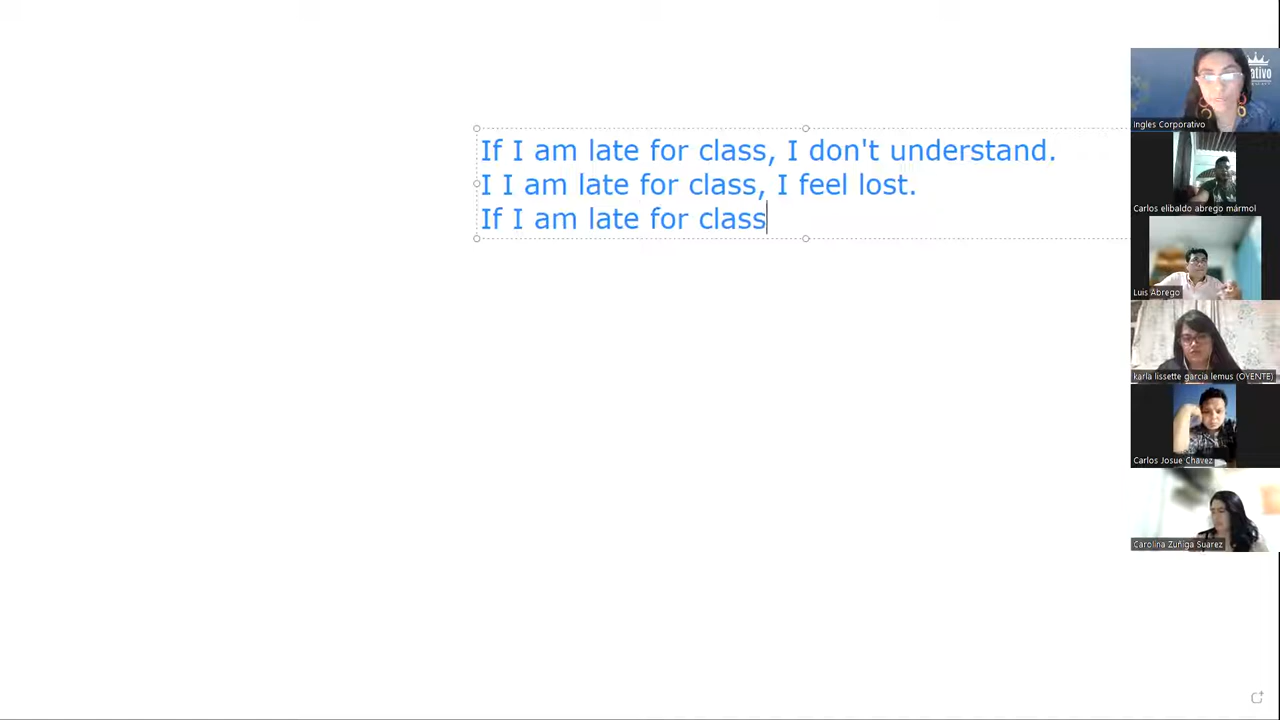 If I am late for class, I don't understand.
I I am late for class, I feel lost.
If I am late for class
ativo
Ingles Corporativo
Carlos elibaldo abrego mármol
Luis Abrego
karla lissette garcia lemus (OYENTE)
Carlos Josue Chavez
Carolina Zuñiga Suarez